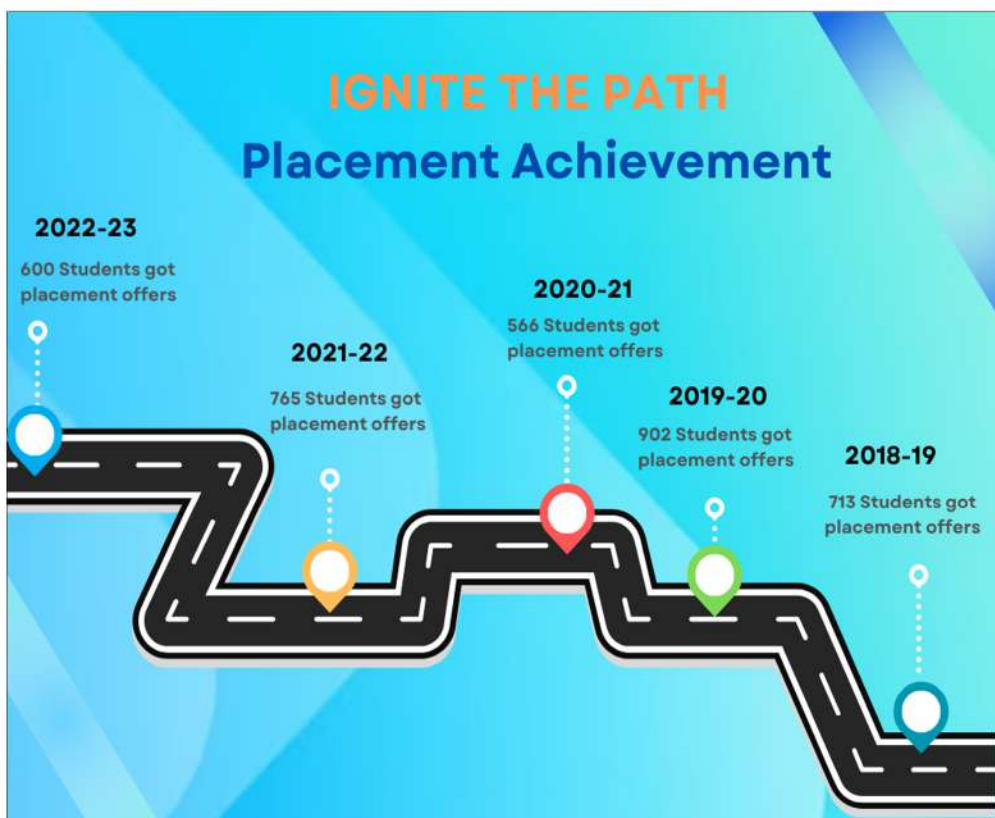 IGNITE THE PATH
Placement Achievement
2022-23
600 Students got
placement offers
2021-22
765 Students got
placement offers
2020-21
566 Students got
placement offers
2019-20
902 Students got
placement offers
2018-19
713 Students got
placement offers